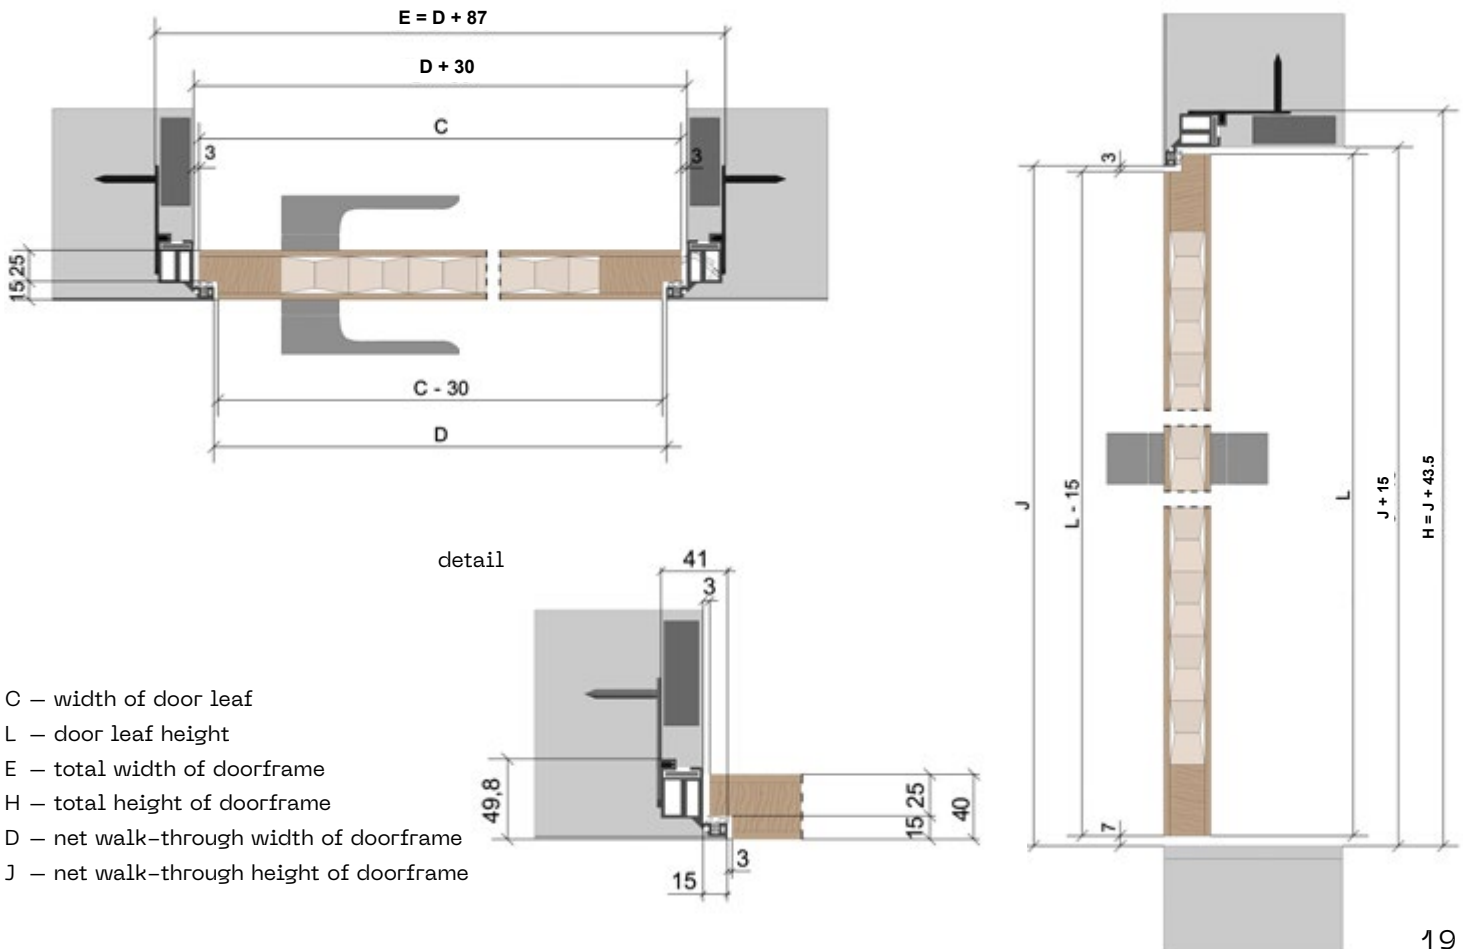 E = D + 87
D + 30
C
3
3
25
15
C - 30
D
detail
41
3
49,8
25
15
40
3
15
C – width of door leaf
L – door leaf height
E – total width of doorframe
H – total height of doorframe
D – net walk-through width of doorframe
J – net walk-through height of doorframe
3
J
L - 15
L
J + 15
H = J + 43.5
7
19